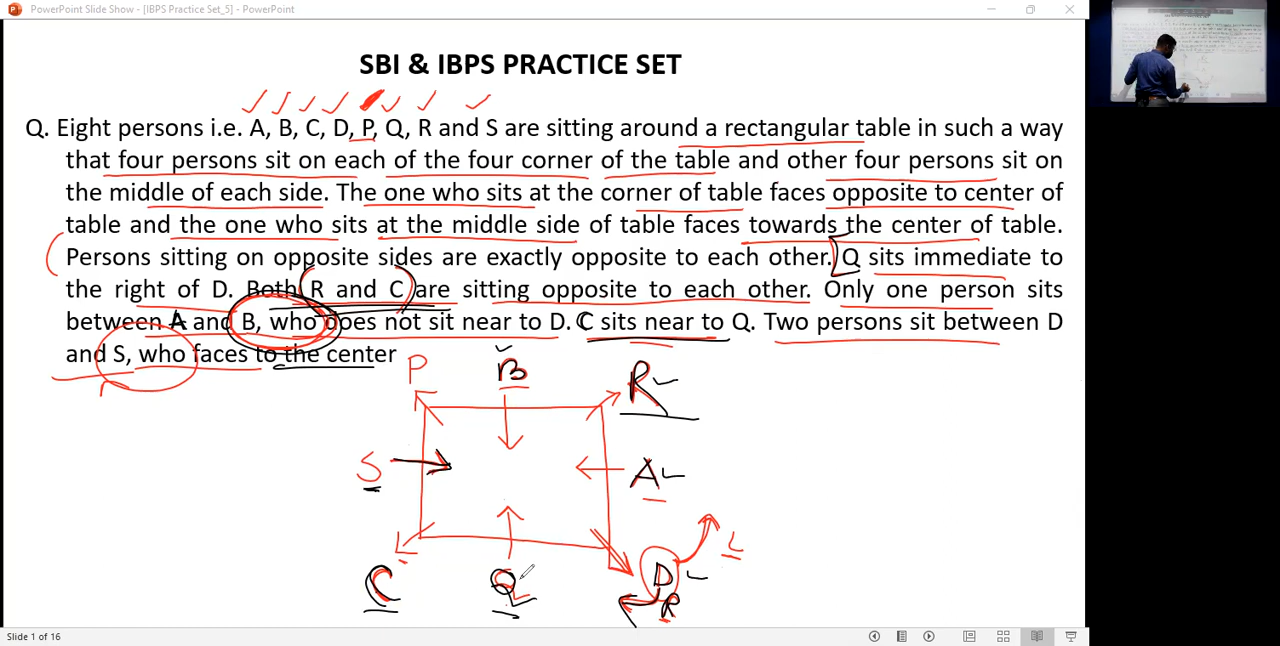 PowerPoint Slide Show - [IBPS Practice Set_5] - PowerPoint
SBI & IBPS PRACTICE SET
Q. Eight persons i.e. A, B, C, D, P, Q, R and S are sitting around a rectangular table in such a way
that four persons sit on each of the four corner of the table and other four persons sit on
the middle of each side. The one who sits at the corner of table faces opposite to center of
table and the one who sits at the middle side of table faces towards the center of table.
Persons sitting on opposite sides are exactly opposite to each other. Q sits immediate to
the right of D. Both R and C are sitting opposite to each other. Only one person sits
between A and B, who does not sit near to D. C sits near to Q. Two persons sit between D
and S, who faces to the center
P B R
S A
L
C Q D
R
Slide 1 of 16